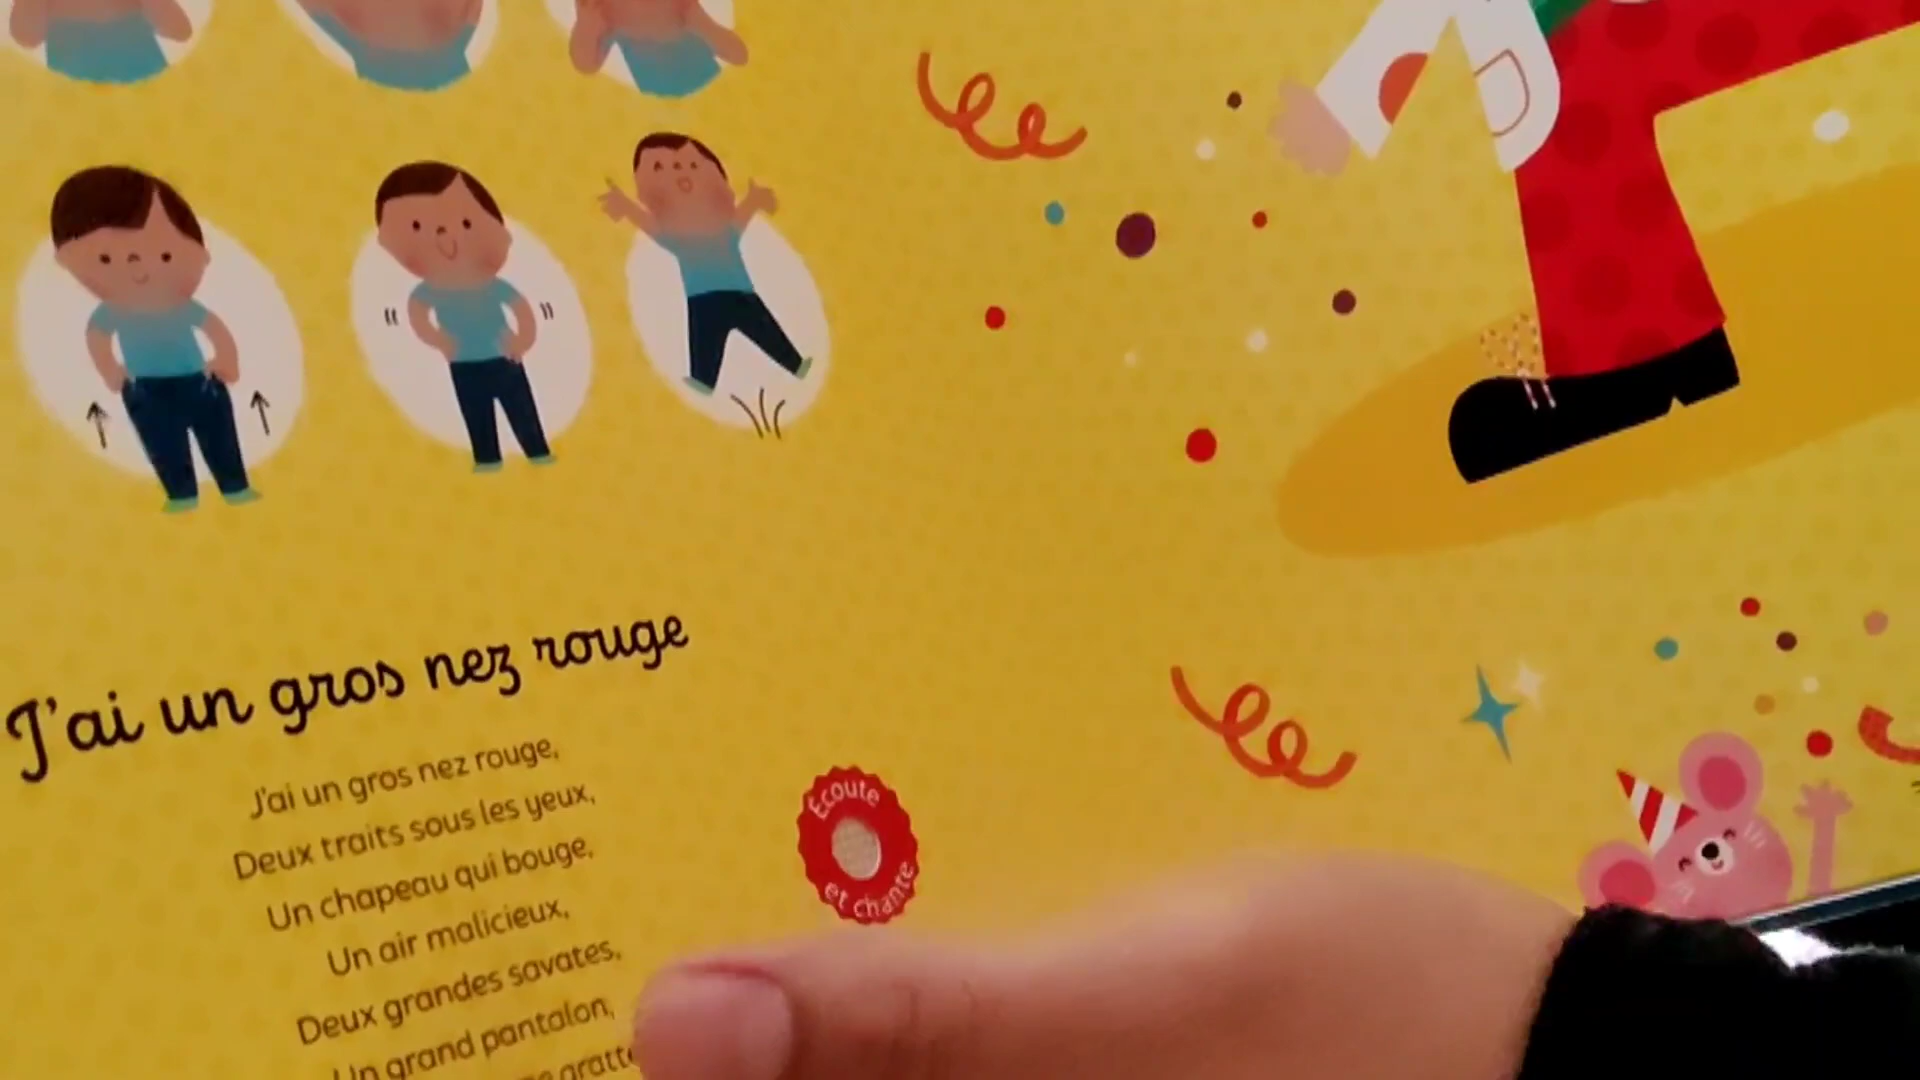 J'ai un gros nez rouge
J'ai un gros nez rouge,
Deux traits sous les yeux,
Un chapeau qui bouge,
Un air malicieux,
Deux grandes savates,
Un grand pantalon,
gratte
Écoute
et chante